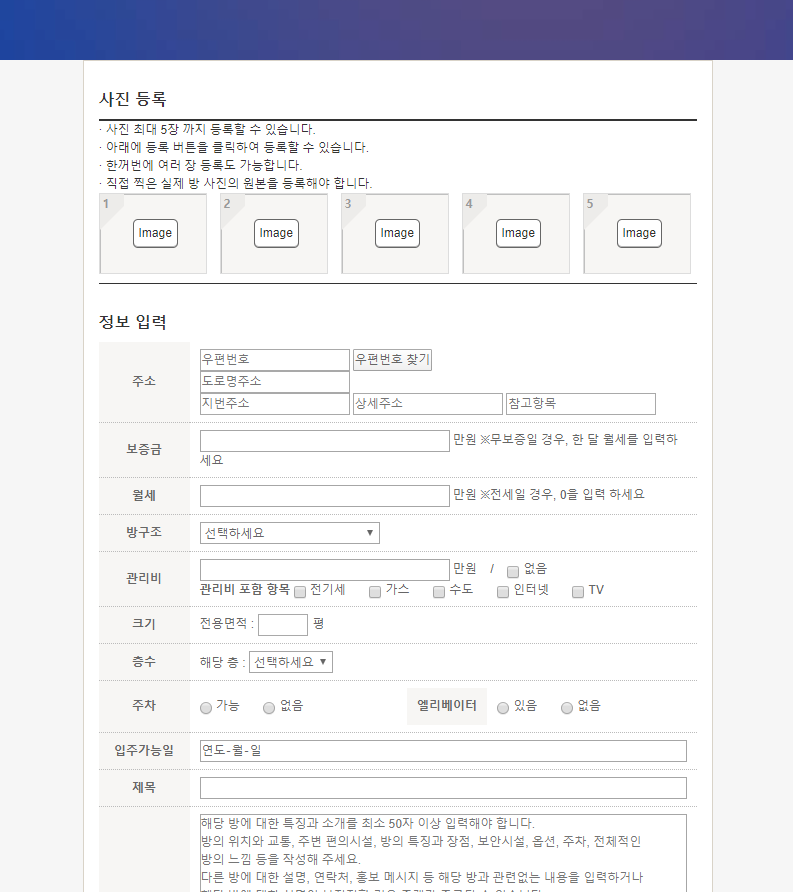 사진 등록
· 사진 최대 5장 까지 등록할 수 있습니다.
· 아래에 등록 버튼을 클릭하여 등록할 수 있습니다.
· 한꺼번에 여러 장 등록도 가능합니다.
· 직접 찍은 실제 방 사진의 원본을 등록해야 합니다.
1 2 3 4 5
Image Image Image Image Image
정보 입력
우편번호 우편번호 찾기
주소 도로명주소
지번주소 상세주소 참고항목
보증금 만원 ※무보증일 경우, 한 달 월세를 입력하
세요
월세 만원 ※전세일 경우, 0을 입력 하세요
방구조 선택하세요
관리비 만원 / 없음
관리비 포함 항목 전기세 가스 수도 인터넷 TV
크기 전용면적 : 평
층수 해당 층 : 선택하세요
주차 가능 없음 엘리베이터 있음 없음
입주가능일 연도-월-일
제목
해당 방에 대한 특징과 소개를 최소 50자 이상 입력해야 합니다.
방의 위치와 교통, 주변 편의시설, 방의 특징과 장점, 보안시설, 옵션, 주차, 전체적인
방의 느낌 등을 작성해 주세요.
다른 방에 대한 설명, 연락처, 홍보 메시지 등 해당 방과 관련없는 내용을 입력하거나